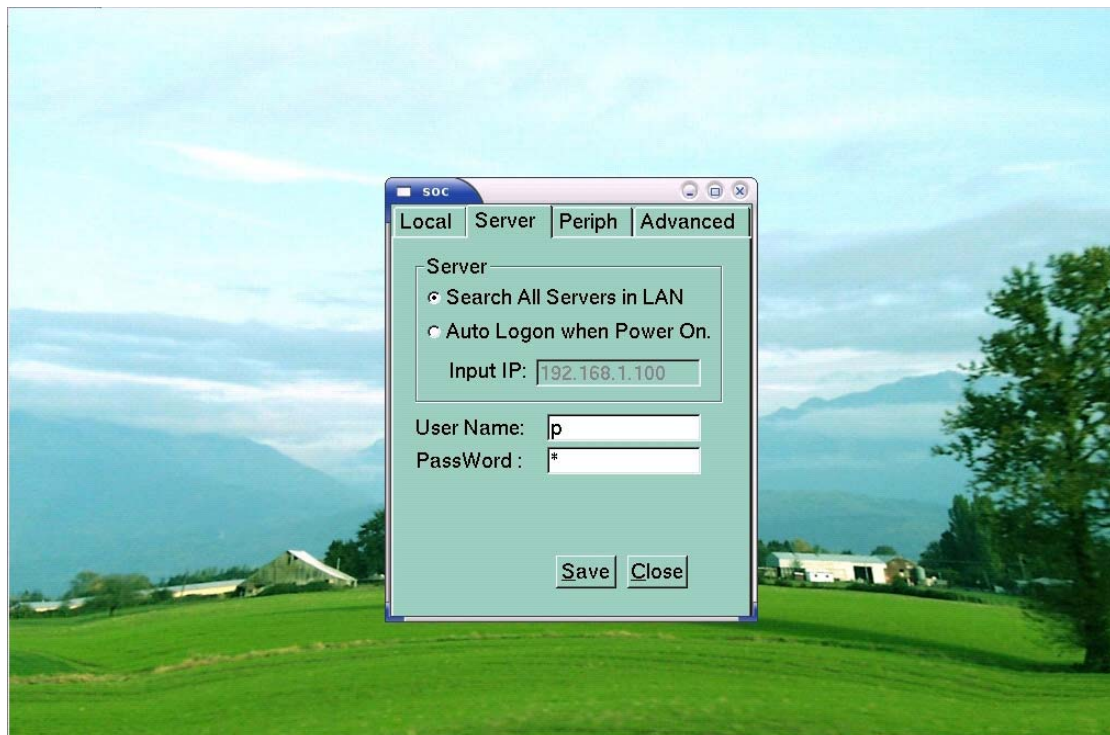 soc
Local Server Periph Advanced
Server
Search All Servers in LAN
Auto Logon when Power On.
Input IP: 192.168.1.100
User Name: p
PassWord : *
Save Close